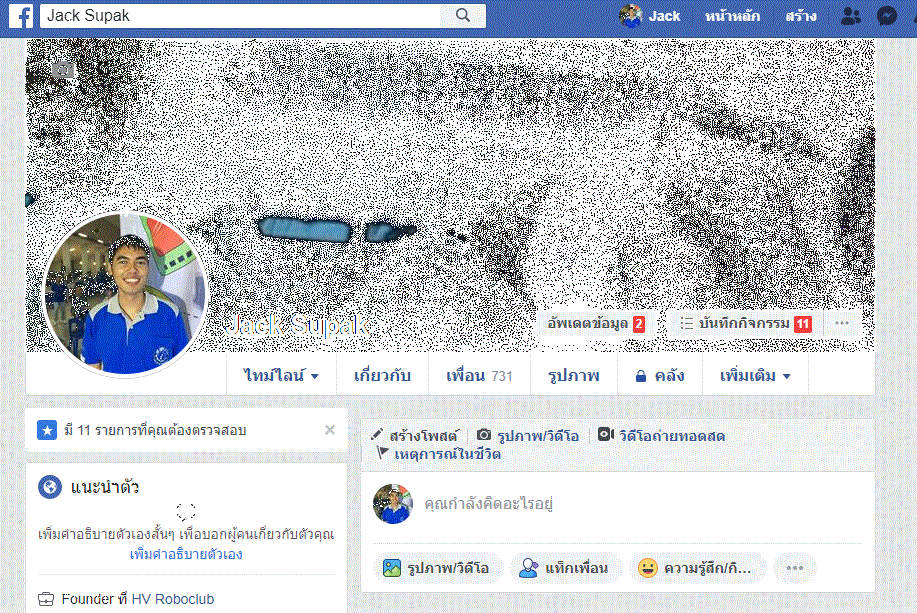 Jack Supak
Jack
หน้าหลัก
สร้าง
Jack Supak
อัพเดตข้อมูล 2
บันทึกกิจกรรม 11
ไทม์ไลน์
เกี่ยวกับ
เพื่อน 731
รูปภาพ
คลัง
เพิ่มเติม
มี 11 รายการที่คุณต้องตรวจสอบ
แนะนำตัว
เพิ่มคำอธิบายตัวเองสั้นๆ เพื่อบอกผู้คนเกี่ยวกับตัวคุณ
เพิ่มคำอธิบายตัวเอง
Founder ที่ HV Roboclub
สร้างโพสต์
รูปภาพ/วิดีโอ
วิดีโอถ่ายทอดสด
เหตุการณ์ในชีวิต
คุณกำลังคิดอะไรอยู่
รูปภาพ/วิดีโอ
แท็กเพื่อน
ความรู้สึก/กิ...